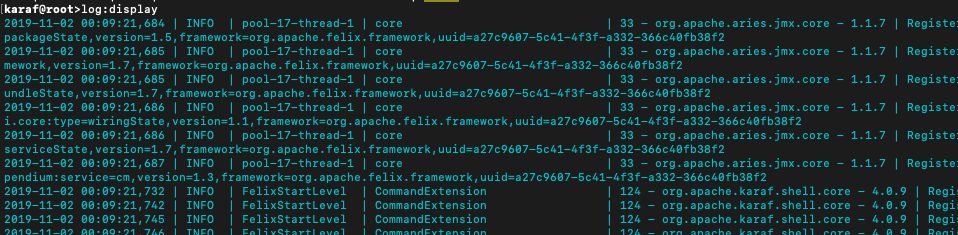 [karaf@root>log:display
2019-11-02 00:09:21,684 | INFO  | pool-17-thread-1 | core                             | 33 - org.apache.aries.jmx.core - 1.1.7 | Register
packageState,version=1.5,framework=org.apache.felix.framework,uuid=a27c9607-5c41-4f3f-a332-366c40fb38f2
2019-11-02 00:09:21,685 | INFO  | pool-17-thread-1 | core                             | 33 - org.apache.aries.jmx.core - 1.1.7 | Register
mework,version=1.7,framework=org.apache.felix.framework,uuid=a27c9607-5c41-4f3f-a332-366c40fb38f2
2019-11-02 00:09:21,685 | INFO  | pool-17-thread-1 | core                             | 33 - org.apache.aries.jmx.core - 1.1.7 | Register
undleState,version=1.7,framework=org.apache.felix.framework,uuid=a27c9607-5c41-4f3f-a332-366c40fb38f2
2019-11-02 00:09:21,686 | INFO  | pool-17-thread-1 | core                             | 33 - org.apache.aries.jmx.core - 1.1.7 | Register
i.core:type=wiringState,version=1.1,framework=org.apache.felix.framework,uuid=a27c9607-5c41-4f3f-a332-366c40fb38f2
2019-11-02 00:09:21,686 | INFO  | pool-17-thread-1 | core                             | 33 - org.apache.aries.jmx.core - 1.1.7 | Register
serviceState,version=1.7,framework=org.apache.felix.framework,uuid=a27c9607-5c41-4f3f-a332-366c40fb38f2
2019-11-02 00:09:21,687 | INFO  | pool-17-thread-1 | core                             | 33 - org.apache.aries.jmx.core - 1.1.7 | Register
pendium:service=cm,version=1.3,framework=org.apache.felix.framework,uuid=a27c9607-5c41-4f3f-a332-366c40fb38f2
2019-11-02 00:09:21,732 | INFO  | FelixStartLevel  | CommandExtension                 | 124 - org.apache.karaf.shell.core - 4.0.9 | Regi
2019-11-02 00:09:21,742 | INFO  | FelixStartLevel  | CommandExtension                 | 124 - org.apache.karaf.shell.core - 4.0.9 | Regi
2019-11-02 00:09:21,745 | INFO  | FelixStartLevel  | CommandExtension                 | 124 - org.apache.karaf.shell.core - 4.0.9 | Regi
2019-11-02 00:09:21,746 | INFO  | FelixStartLevel  | CommandExtension                 | 124 - org.apache.karaf.shell.core - 4.0.9 | Regi